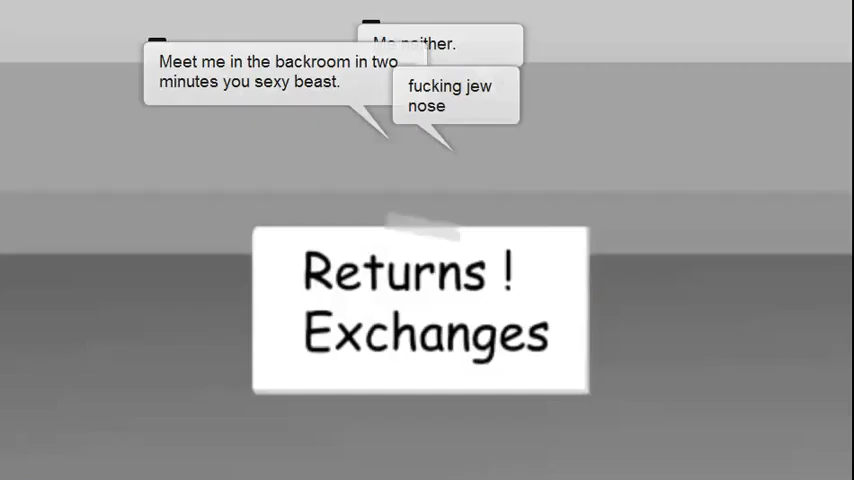 Me neither.
Meet me in the backroom in two
minutes you sexy beast.
fucking jew
nose
Returns !
Exchanges